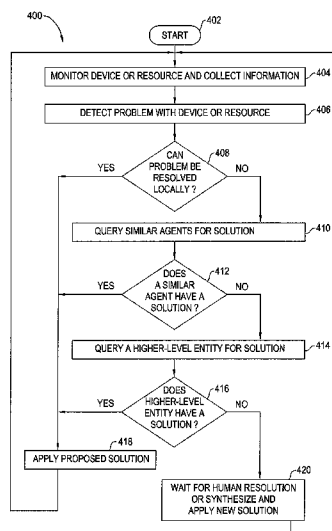 400
START
402
MONITOR DEVICE OR RESOURCE AND COLLECT INFORMATION
404
DETECT PROBLEM WITH DEVICE OR RESOURCE
406
CAN
PROBLEM BE
RESOLVED
LOCALLY ?
408
YES
NO
QUERY SIMILAR AGENTS FOR SOLUTION
410
DOES
A SIMILAR
AGENT HAVE A
SOLUTION ?
412
YES
NO
QUERY A HIGHER-LEVEL ENTITY FOR SOLUTION
414
DOES
HIGHER-LEVEL
ENTITY HAVE A
SOLUTION ?
416
YES
NO
APPLY PROPOSED SOLUTION
418
WAIT FOR HUMAN RESOLUTION
OR SYNTHESIZE AND
APPLY NEW SOLUTION
420